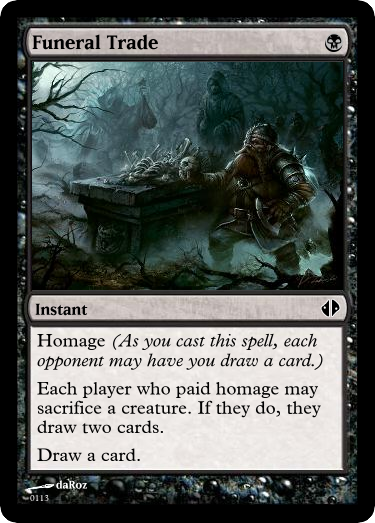 Funeral Trade
Instant
Homage (As you cast this spell, each
opponent may have you draw a card.)
Each player who paid homage may
sacrifice a creature. If they do, they
draw two cards.
Draw a card.
daRoz
0113